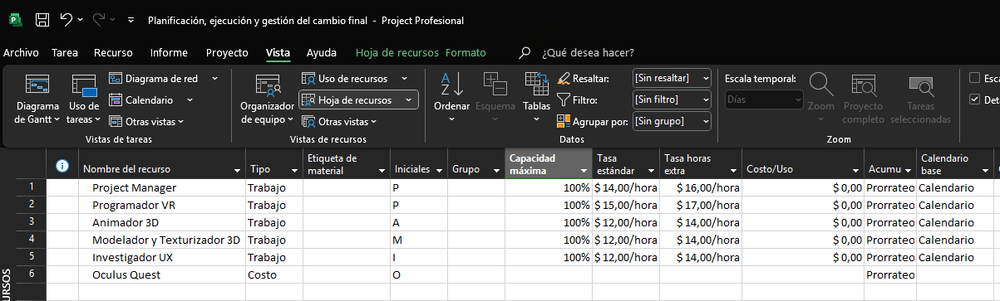 Planificación, ejecución y gestión del cambio final - Project Profesional
Archivo Tarea Recurso Informe Proyecto Vista Ayuda Hoja de recursos Formato ¿Qué desea hacer?
Diagrama de Gantt
Uso de tareas
Diagrama de red
Calendario
Otras vistas
Vistas de tareas
Organizador de equipo
Uso de recursos
Hoja de recursos
Otras vistas
Vistas de recursos
Ordenar
Esquema
Tablas
Resaltar: [Sin resaltar]
Filtro: [Sin filtro]
Agrupar por: [Sin grupo]
Datos
Escala temporal:
Días
Zoom
Proyecto completo
Tareas seleccionadas
Zoom
Nombre del recurso Tipo Etiqueta de material Iniciales Grupo Capacidad máxima Tasa estándar Tasa horas extra Costo/Uso Acumu Calendario base
1 Project Manager Trabajo P 100% $ 14,00/hora $ 16,00/hora $ 0,00 Prorrateo Calendario
2 Programador VR Trabajo P 100% $ 15,00/hora $ 17,00/hora $ 0,00 Prorrateo Calendario
3 Animador 3D Trabajo A 100% $ 12,00/hora $ 14,00/hora $ 0,00 Prorrateo Calendario
4 Modelador y Texturizador 3D Trabajo M 100% $ 12,00/hora $ 14,00/hora $ 0,00 Prorrateo Calendario
5 Investigador UX Trabajo I 100% $ 12,00/hora $ 14,00/hora $ 0,00 Prorrateo Calendario
6 Oculus Quest Costo O Prorrateo